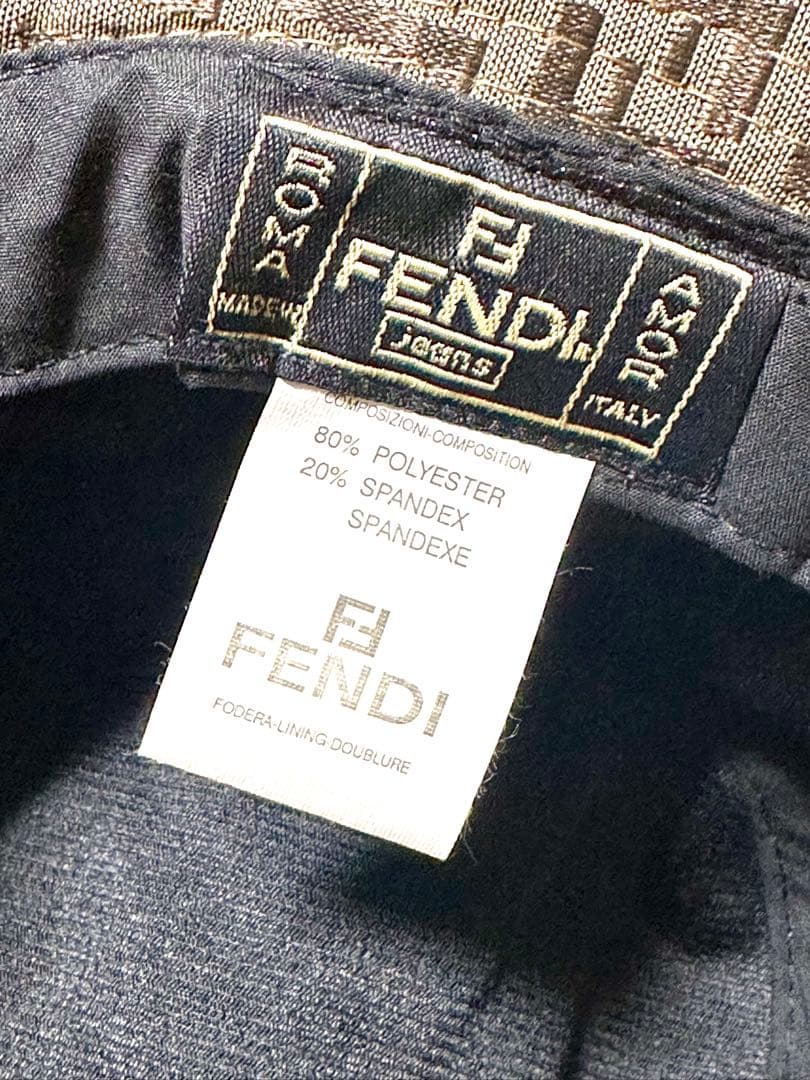 ROMA
MADE IN
FF
FENDI
jeans
AMOR
ITALY
COMPOSIZIONI-COMPOSITION
80% POLYESTER
20% SPANDEX
SPANDEXE
FF
FENDI
FODERA-LINING-DOUBLURE